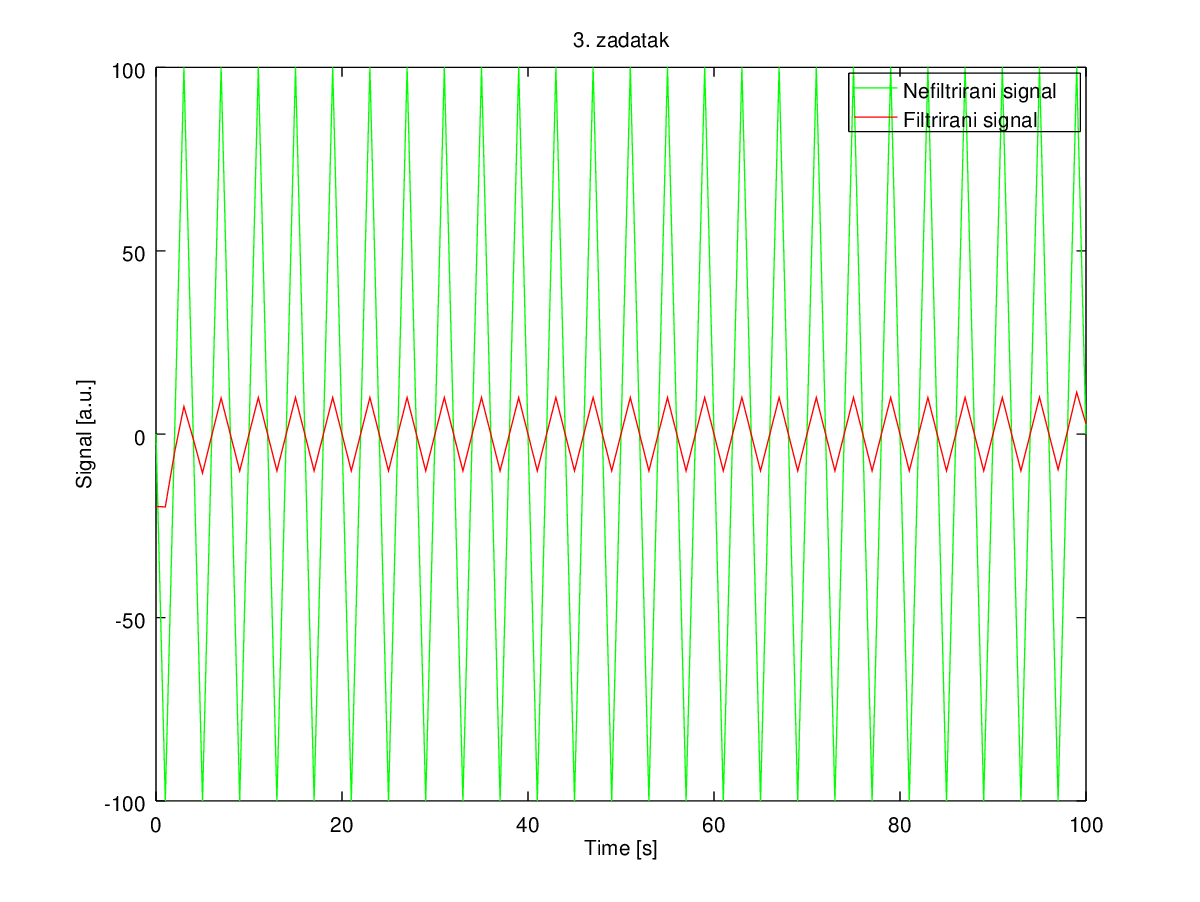 3. zadatak
Nefiltrirani signal
Filtrirani signal
100
50
0
-50
-100
Signal [a.u.]
0
20
40
60
80
100
Time [s]